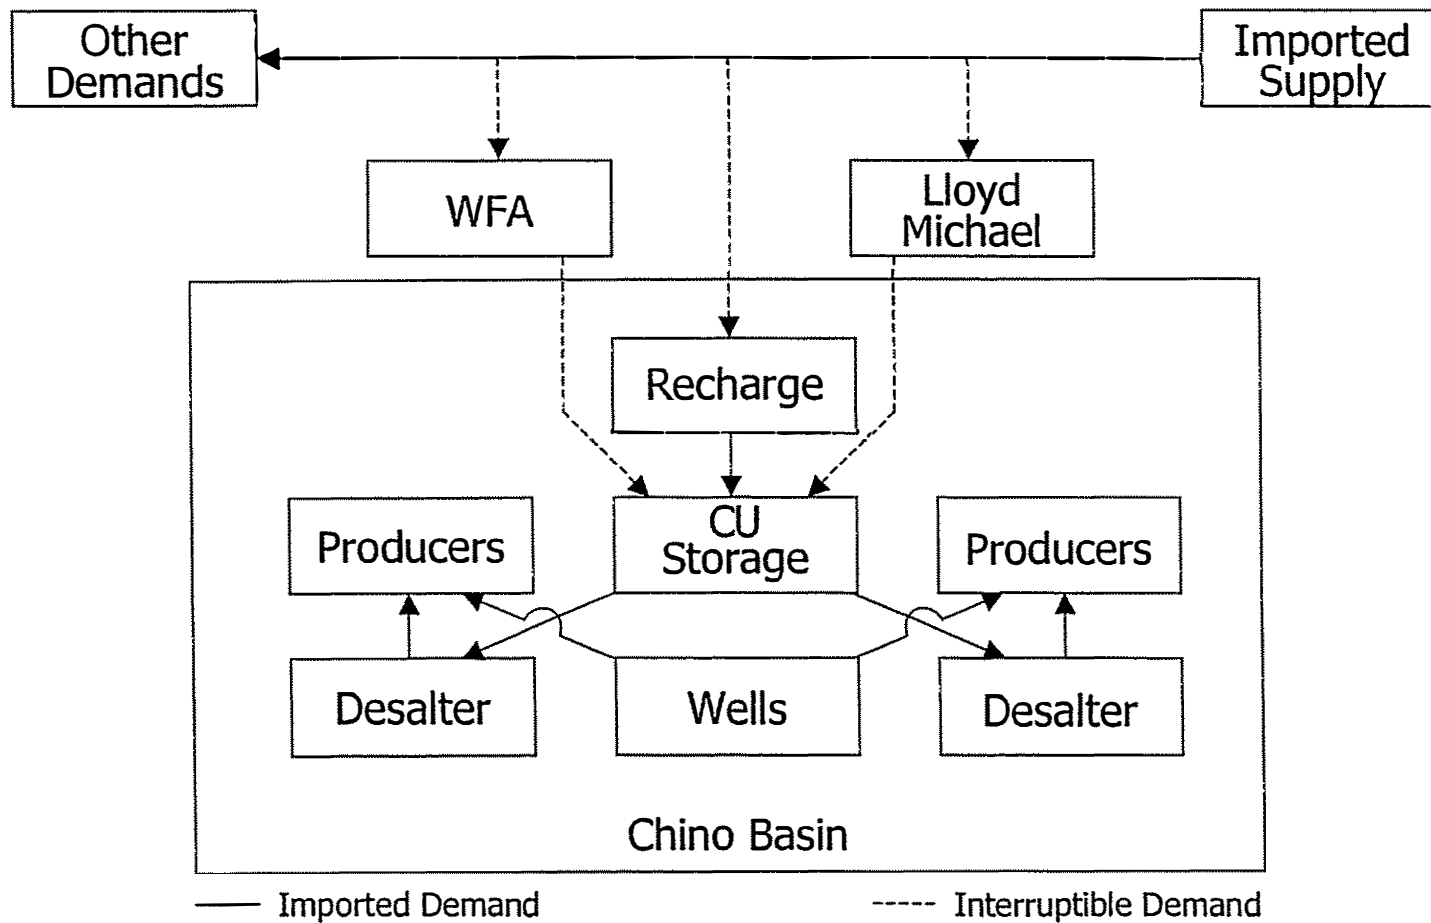 Other
Demands
Imported
Supply
WFA
Lloyd
Michael
Recharge
Producers
CU
Storage
Producers
Desalter
Wells
Desalter
Chino Basin
Imported Demand
Interruptible Demand